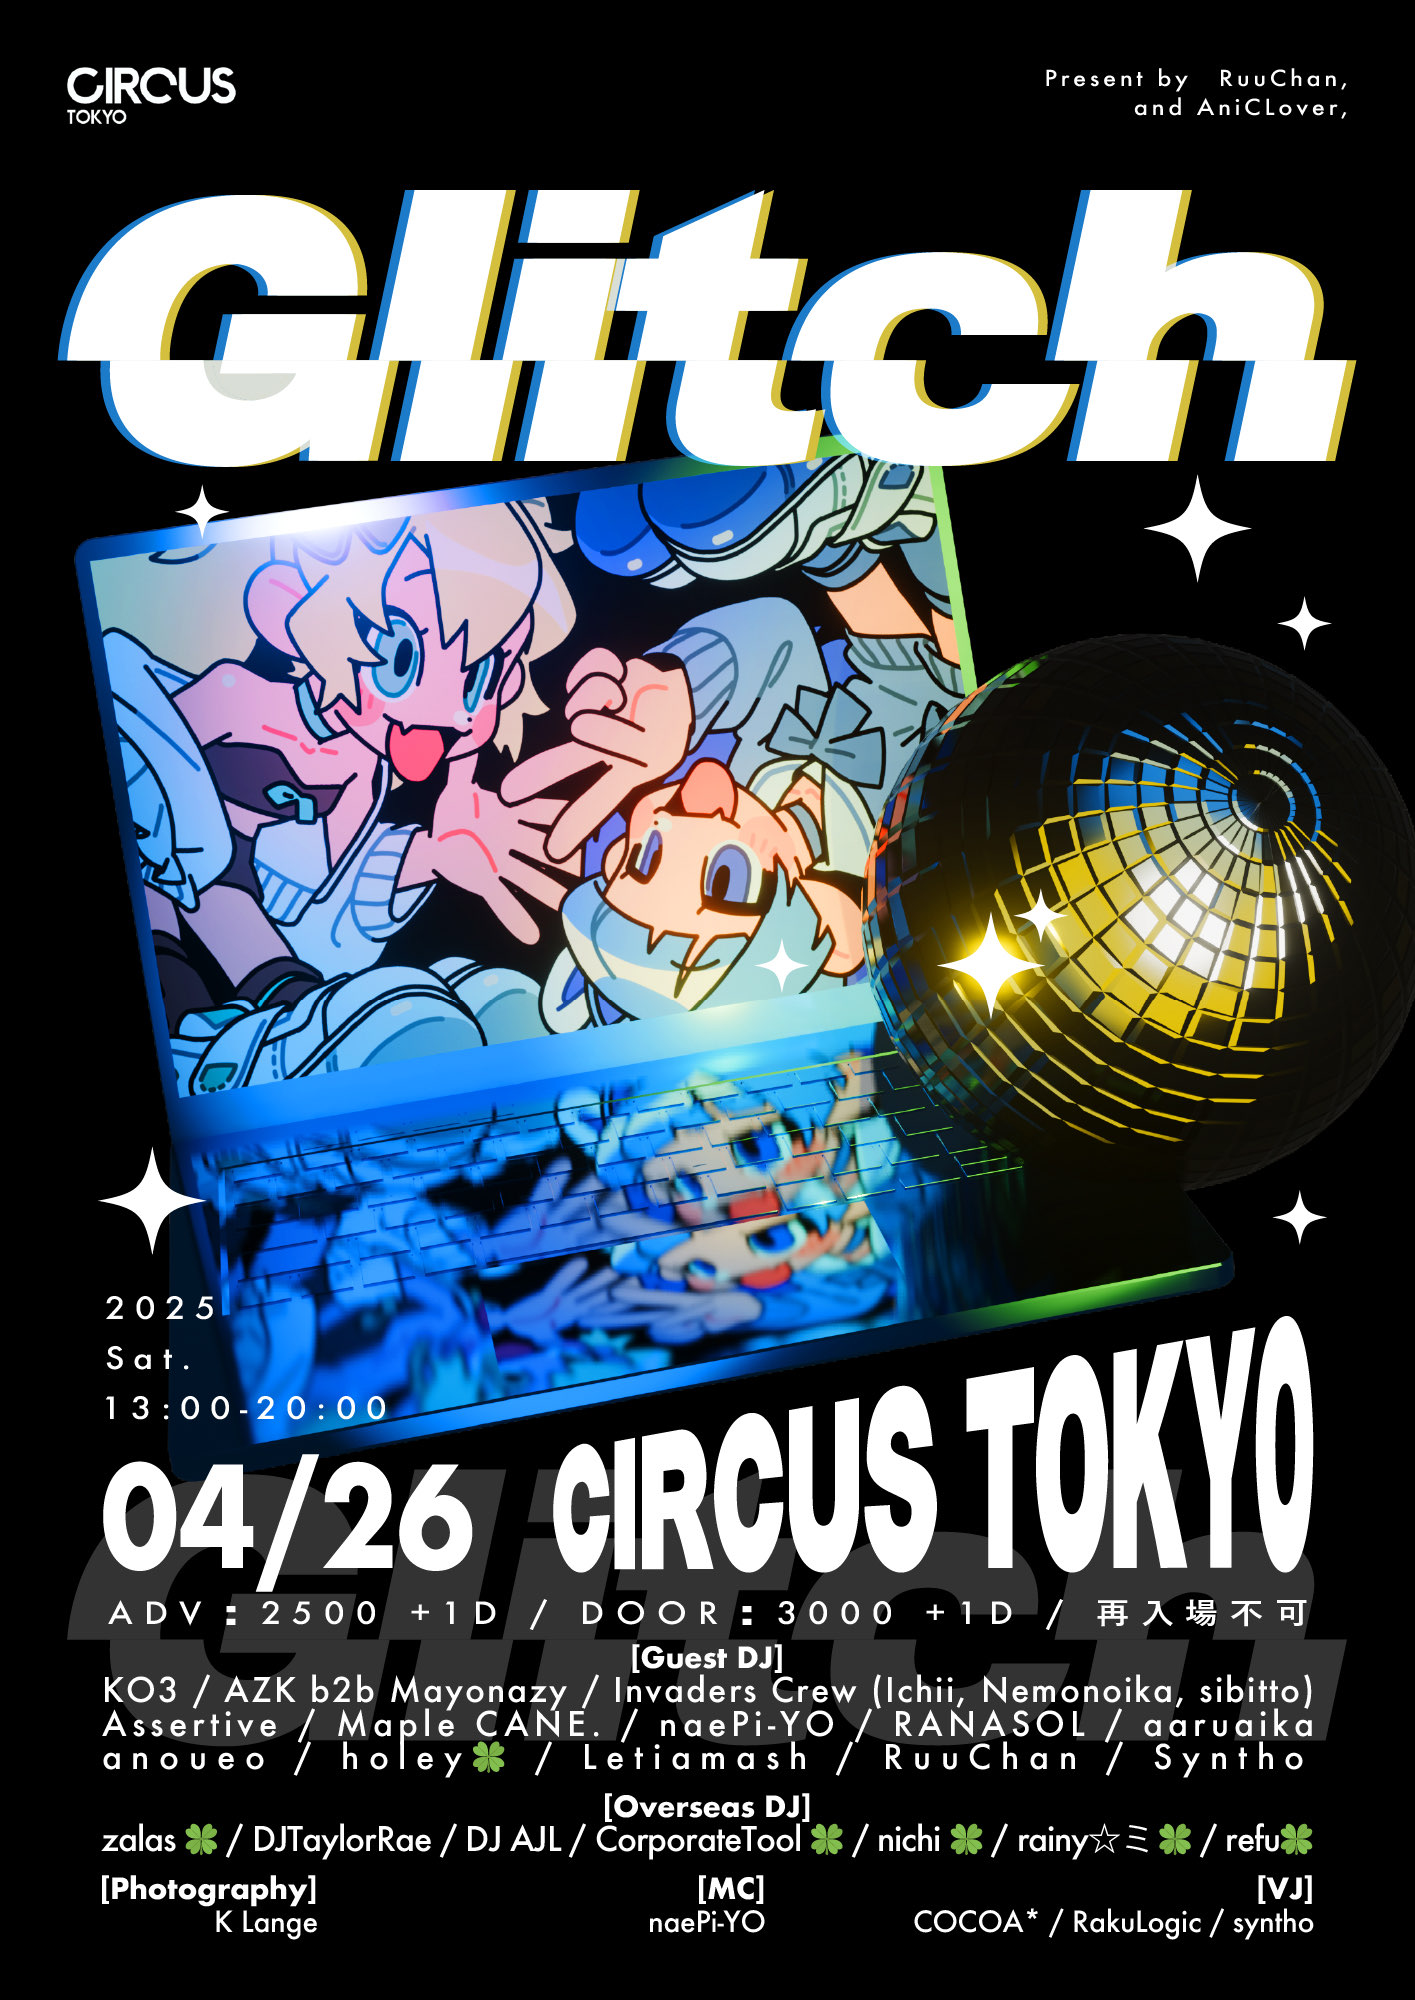 CIRCUS
TOKYO
Present by RuuChan,
and AniCLover,
Glitch
2025
Sat.
13:00-20:00
04/26
CIRCUS TOKYO
Glitch
ADV：2500 +1D / DOOR：3000 +1D / 再入場不可
[Guest DJ]
KO3 / AZK b2b Mayonazy / Invaders Crew (Ichii, Nemonoika, sibitto)
Assertive / Maple CANE. / naePi-YO / RANASOL / aaruaika
anoueo / holey🍀 / Letiamash / RuuChan / Syntho
[Overseas DJ]
zalas 🍀 / DJTaylorRae / DJ AJL / CorporateTool 🍀 / nichi 🍀 / rainy☆ミ 🍀 / refu🍀
[Photography]
K Lange
[MC]
naePi-YO
[VJ]
COCOA* / RakuLogic / syntho